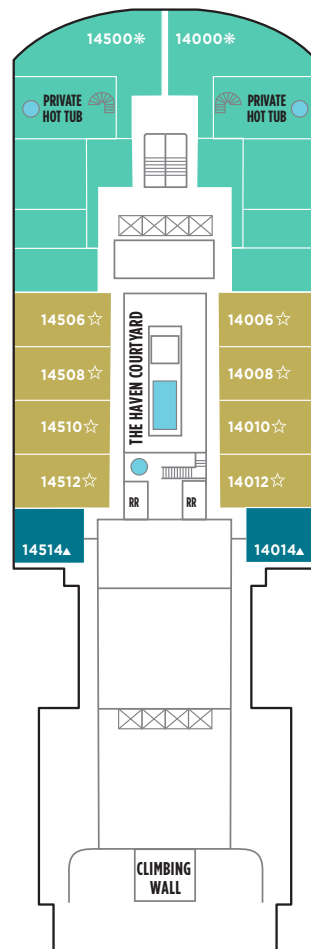 14500❋
14000❋
PRIVATE
HOT TUB
PRIVATE
HOT TUB
THE HAVEN COURTYARD
14506☆
14006☆
14508☆
14008☆
14510☆
14010☆
14512☆
14012☆
RR
RR
14514▲
14014▲
CLIMBING
WALL